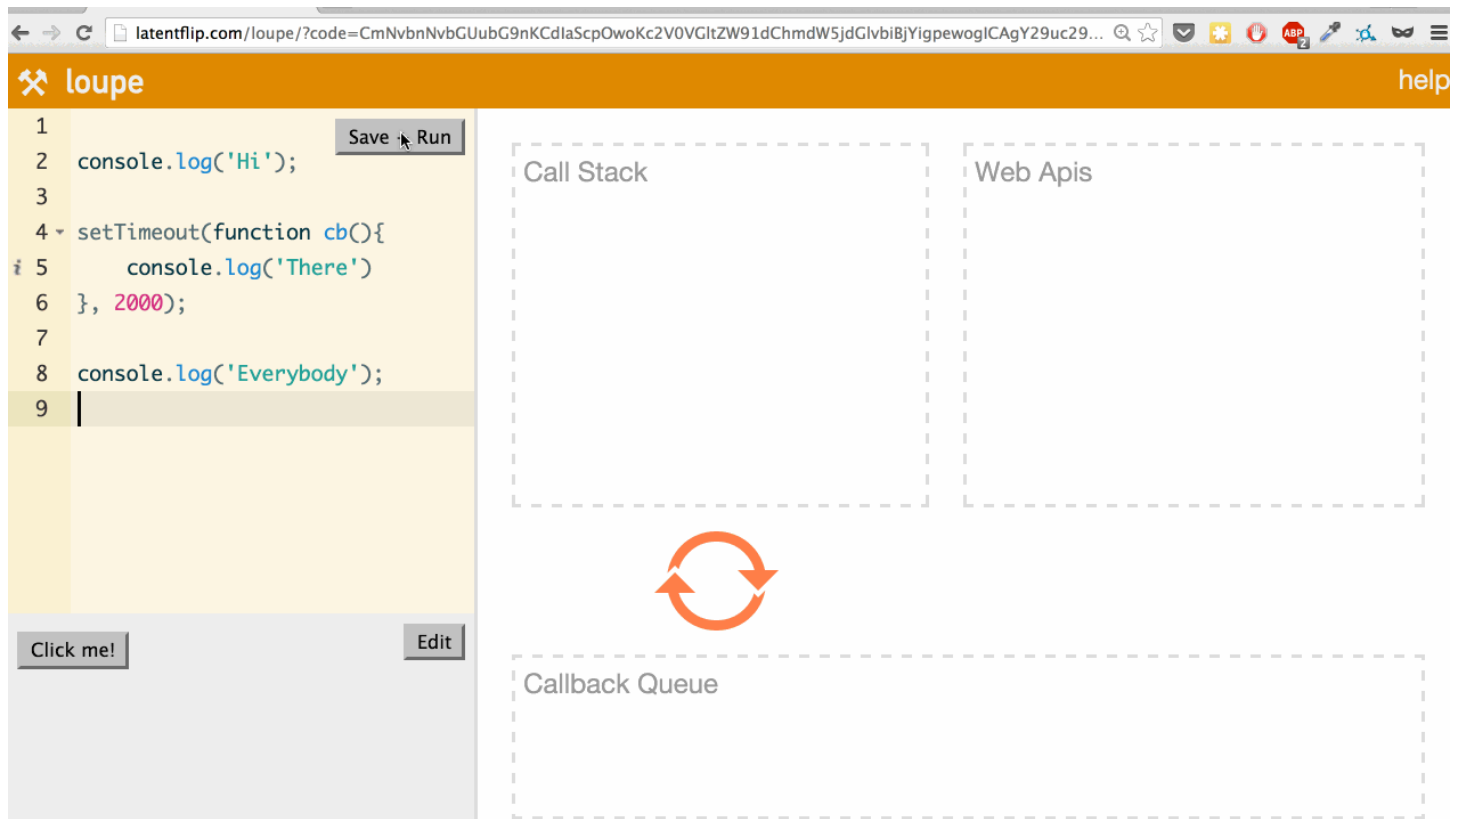 latentflip.com/loupe/?code=CmNvbnNvbGUubG9nKCdIaScpOwoKc2V0VGltZW91dChmdW5jdGlvbiBjYigpewogICAgY29uc29...
ABP
2
loupe
help
Save Run
1
2 console.log('Hi');
3
4 setTimeout(function cb(){
i 5 console.log('There')
6 }, 2000);
7
8 console.log('Everybody');
9
Call Stack
Web Apis
Click me!
Edit
Callback Queue